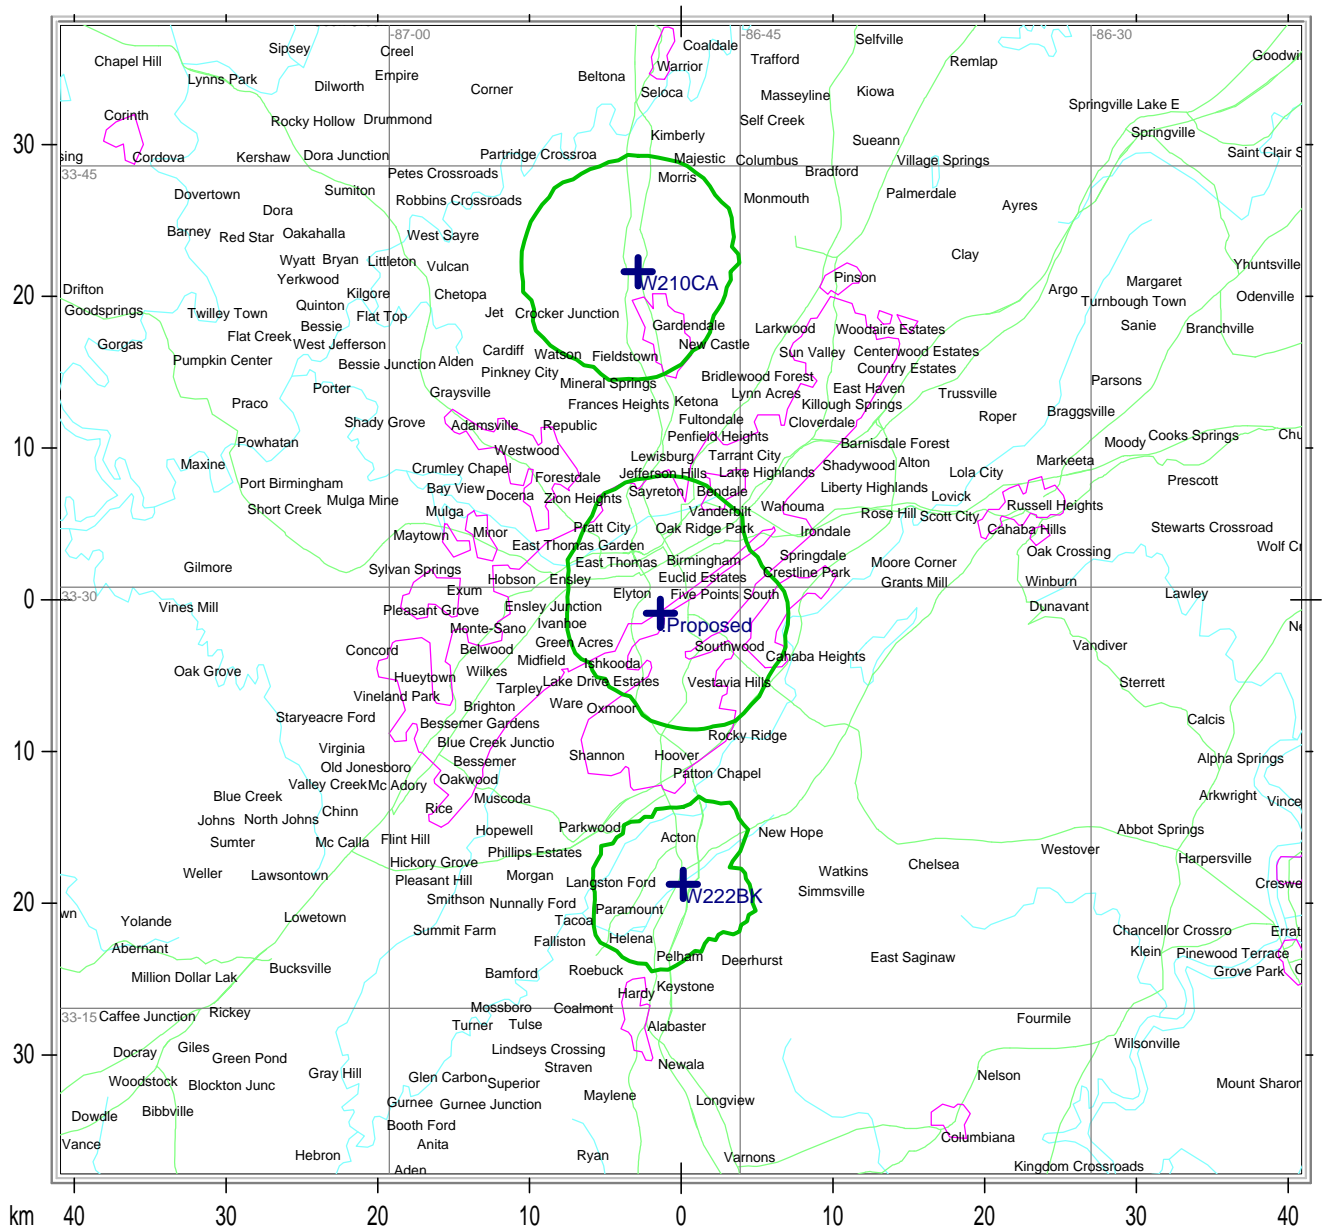 -87-00
-86-45
-86-30
Selfville
Sipsey
Creel
Coaldale
Goodwin
Chapel Hill
Trafford
Remlap
Warrior
Lynns Park
Empire
Beltona
Dilworth
Corner
Seloca
Masseyline
Kiowa
Springville Lake E
Corinth
Rocky Hollow
Drummond
Self Creek
Springville
Kimberly
Sueann
30
sing
Cordova
Kershaw
Dora Junction
Partridge Crossroa
Majestic
Columbus
Village Springs
Saint Clair S
33-45
Petes Crossroads
Morris
Bradford
Dovertown
Sumiton
Robbins Crossroads
Monmouth
Palmerdale
Dora
Ayres
Barney
Red Star
Oakahalla
West Sayre
Clay
Wyatt
Bryan
Littleton
Vulcan
Yhuntsville
Yerkwood
W210CA
Pinson
Margaret
Drifton
Kilgore
Chetopa
Argo
Turnbough Town
Odenville
20
Goodsprings
Twilley Town
Quinton
Flat Top
Jet
Crocker Junction
Bessie
Gardendale
Larkwood
Woodaire Estates
Sanie
Branchville
Flat Creek
Gorgas
West Jefferson
Cardiff
Watson
Fieldstown
New Castle
Sun Valley
Centerwood Estates
Pumpkin Center
Bessie Junction
Alden
Pinkney City
Country Estates
Mineral Springs
Bridlewood Forest
Porter
Graysville
Lynn Acres
East Haven
Trussville
Parsons
Praco
Frances Heights
Ketona
Killough Springs
Braggsville
Shady Grove
Adamsville
Republic
Fultondale
Cloverdale
Roper
Powhatan
Penfield Heights
Barnisdale Forest
Moody
Cooks Springs
Chu
10
Westwood
Lewisburg
Tarrant City
Maxine
Crumley Chapel
Forestdale
Jefferson Hills
Lake Highlands
Shadywood
Alton
Lola City
Markeeta
Port Birmingham
Bay View
Docena
Zion Heights
Sayreton
Bendale
Liberty Highlands
Lovick
Prescott
Short Creek
Mulga Mine
Mulga
Vanderbilt
Wahouma
Rose Hill
Scott City
Russell Heights
Maytown
Minor
Pratt City
Oak Ridge Park
Irondale
Cahaba Hills
Stewarts Crossroad
East Thomas Garden
Springdale
Oak Crossing
Wolf Cr
Gilmore
Sylvan Springs
Hobson
Ensley
East Thomas
Birmingham
Crestline Park
Moore Corner
Euclid Estates
Grants Mill
Winburn
33-30
Exum
Elyton
Five Points South
Lawley
0
Vines Mill
Pleasant Grove
Ensley Junction
Dunavant
Monte-Sano
Ivanhoe
.Proposed
Ne
Concord
Belwood
Green Acres
Southwood
Cahaba Heights
Vandiver
Oak Grove
Hueytown
Wilkes
Midfield
Ishkooda
Vineland Park
Tarpley
Lake Drive Estates
Vestavia Hills
Sterrett
Staryeacre Ford
Brighton
Ware
Oxmoor
Bessemer Gardens
Calcis
Virginia
Blue Creek Junctio
Rocky Ridge
10
Old Jonesboro
Bessemer
Shannon
Hoover
Alpha Springs
Valley Creek
Mc Adory
Oakwood
Patton Chapel
Blue Creek
Muscoda
Arkwright
Vince
Johns
North Johns
Chinn
Rice
Sumter
Mc Calla
Flint Hill
Hopewell
Parkwood
Acton
New Hope
Abbot Springs
Hickory Grove
Phillips Estates
Westover
Harpersville
Weller
Lawsontown
Pleasant Hill
Morgan
Langston Ford
Watkins
Chelsea
Creswe
Smithson
W222BK
Simmsville
20
wn
Yolande
Lowetown
Nunnally Ford
Paramount
Abernant
Summit Farm
Tacoa
Chancellor Crossro
Errat
Falliston
Helena
Klein
Pinewood Terrace
Million Dollar Lak
Bucksville
Bamford
Roebuck
Pelham
Deerhurst
East Saginaw
Grove Park
C
Keystone
33-15
Caffee Junction
Rickey
Mossboro
Coalmont
Hardy
Fourmile
Turner
Tulse
Alabaster
30
Docray
Giles
Green Pond
Lindseys Crossing
Wilsonville
Woodstock
Blockton Junc
Gray Hill
Glen Carbon
Straven
Newala
Nelson
Mount Sharon
Superior
Bibbville
Gurnee
Gurnee Junction
Maylene
Longview
Dowdle
Booth Ford
Vance
Anita
Columbiana
Hebron
Ryan
Varnons
Aden
Kingdom Crossroads
km 40 30 20 10 0 10 20 30 40